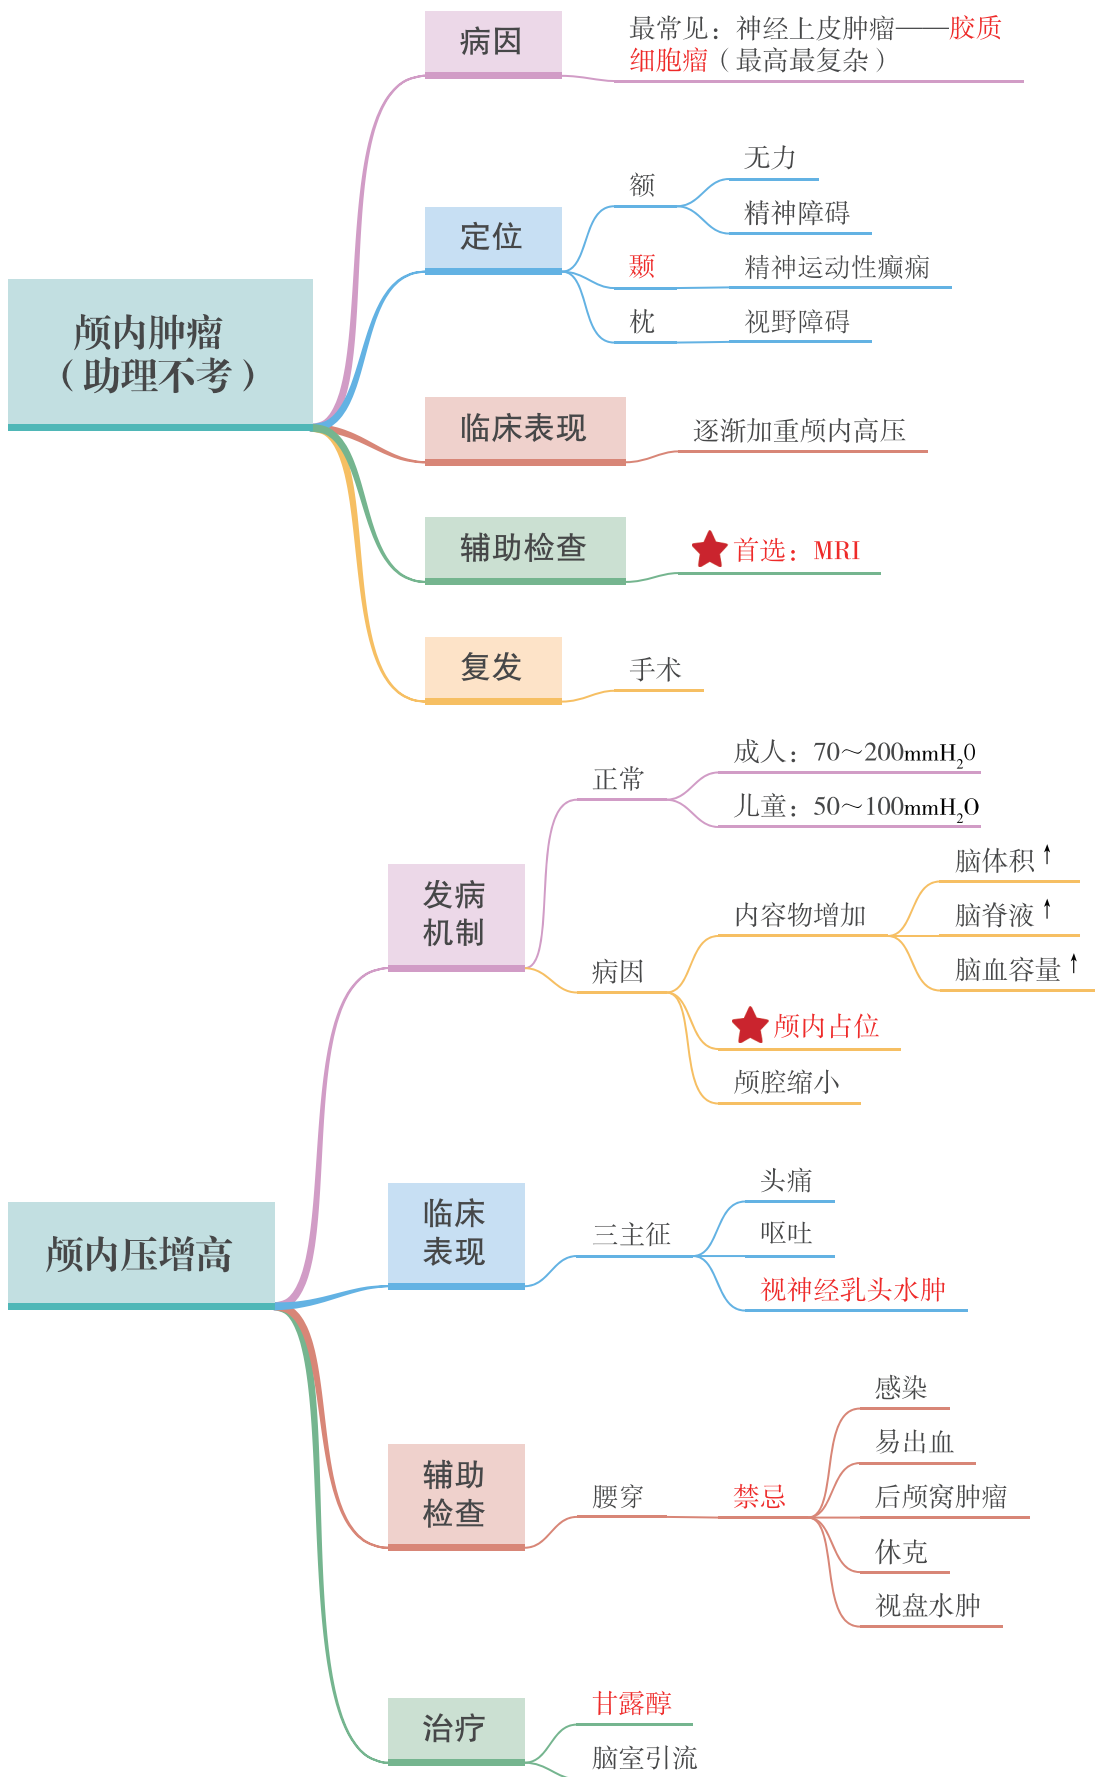 颅内肿瘤
（助理不考）
病因
最常见：神经上皮肿瘤——胶质
细胞瘤（最高最复杂）
定位
额
无力
精神障碍
颞
精神运动性癫痫
枕
视野障碍
临床表现
逐渐加重颅内高压
辅助检查
首选：MRI
复发
手术
颅内压增高
发病
机制
正常
成人：70～200mmH₂0
儿童：50～100mmH₂O
病因
内容物增加
脑体积↑
脑脊液↑
脑血容量↑
颅内占位
颅腔缩小
临床
表现
三主征
头痛
呕吐
视神经乳头水肿
辅助
检查
腰穿
禁忌
感染
易出血
后颅窝肿瘤
休克
视盘水肿
治疗
甘露醇
脑室引流